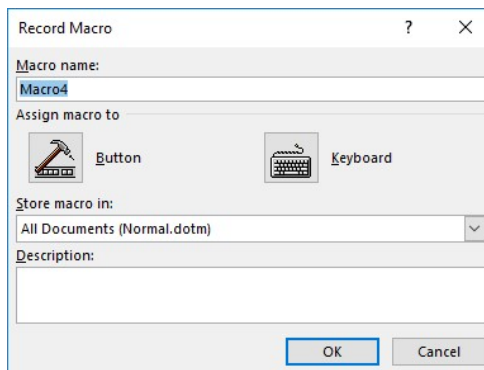 Record Macro ? X
Macro name:
Macro4
Assign macro to
Button Keyboard
Store macro in:
All Documents (Normal.dotm)
Description:
OK Cancel